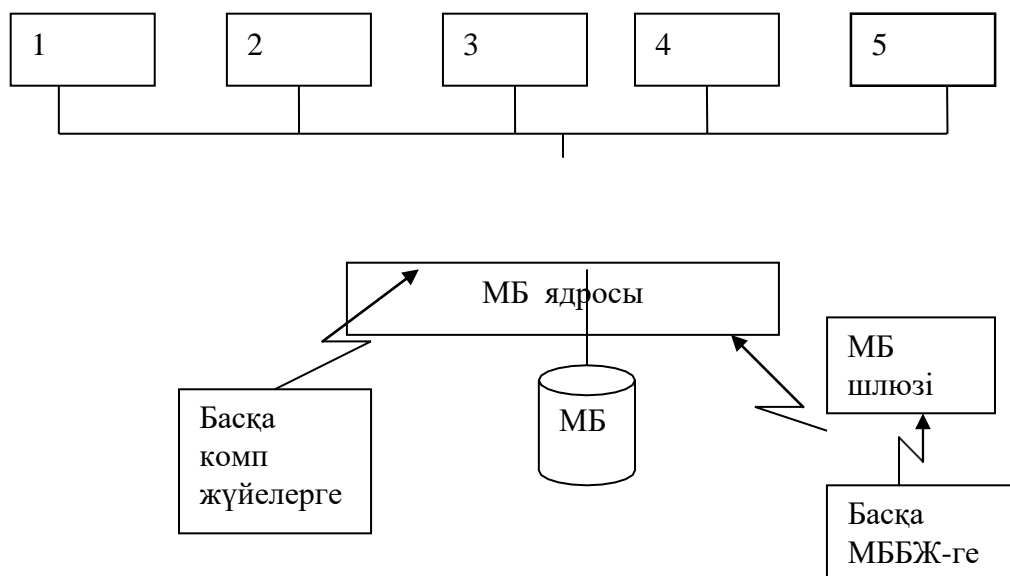 1
2
3
4
5
МБ ядросы
МБ
шлюзі
Басқа
комп
жүйелерге
МБ
Басқа
МББЖ-ге